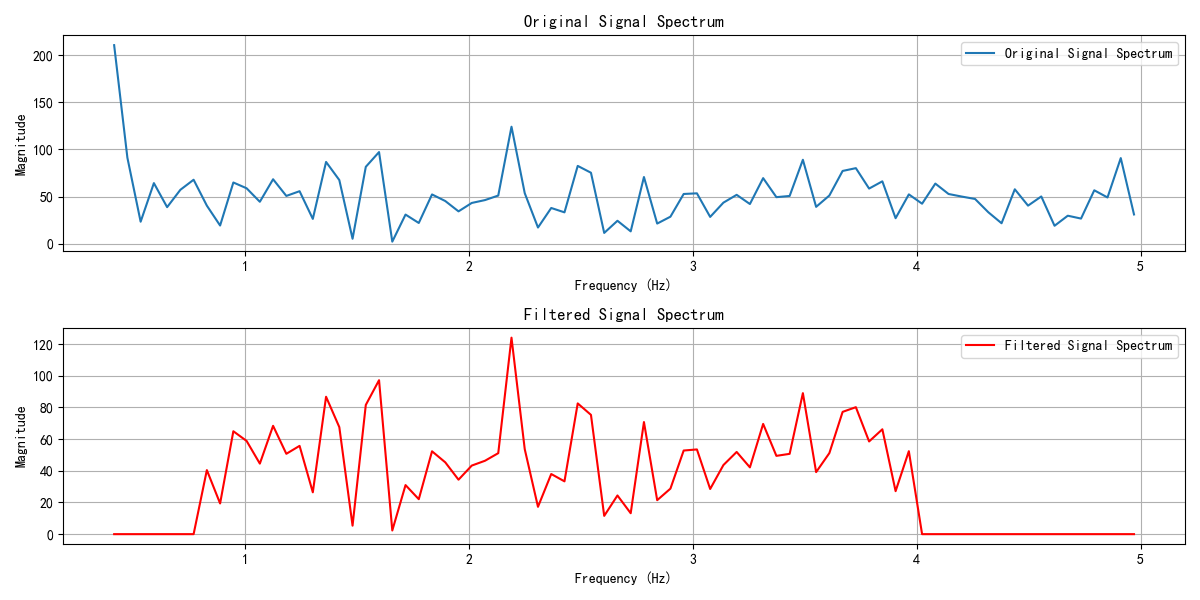 Original Signal Spectrum
Original Signal Spectrum
Magnitude
200
150
100
50
0
1 2 3 4 5
Frequency (Hz)
Filtered Signal Spectrum
Filtered Signal Spectrum
Magnitude
120
100
80
60
40
20
0
1 2 3 4 5
Frequency (Hz)